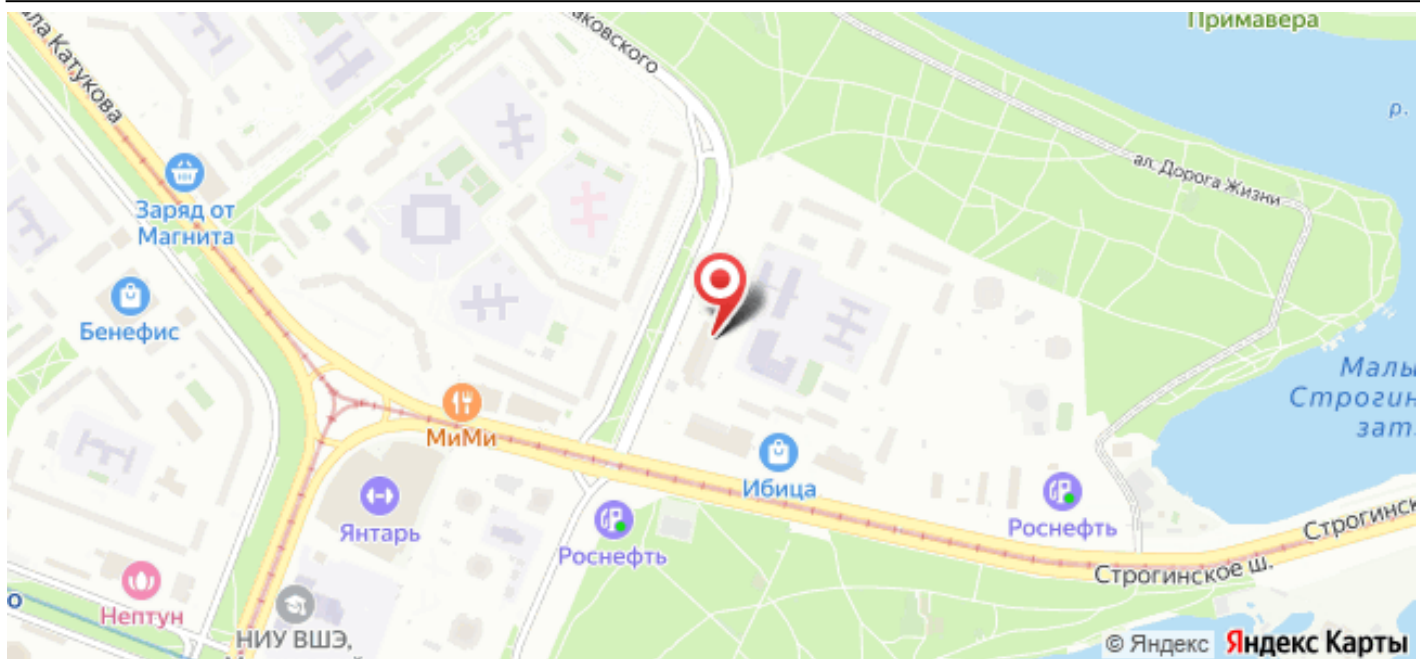 Примавера
ла Катукова
аковского
р.
ал. Дорога Жизни
Заряд от
Магнита
Бенефис
Малы
Строгин
зат.
МиМи
Ибица
Янтарь
Роснефть
Роснефть
Строгинск
Строгинское ш.
Нептун
о
НИУ ВШЭ,
© Яндекс Яндекс Карты